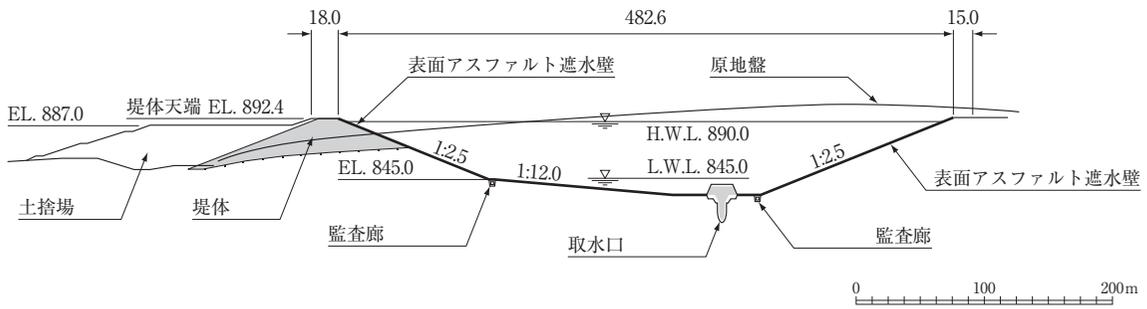 18.0
482.6
15.0
表面アスファルト遮水壁
原地盤
EL. 887.0
堤体天端 EL. 892.4
H.W.L. 890.0
1:2.5
EL. 845.0
1:12.0
L.W.L. 845.0
1:2.5
表面アスファルト遮水壁
土捨場
堤体
監査廊
取水口
監査廊
0 100 200m